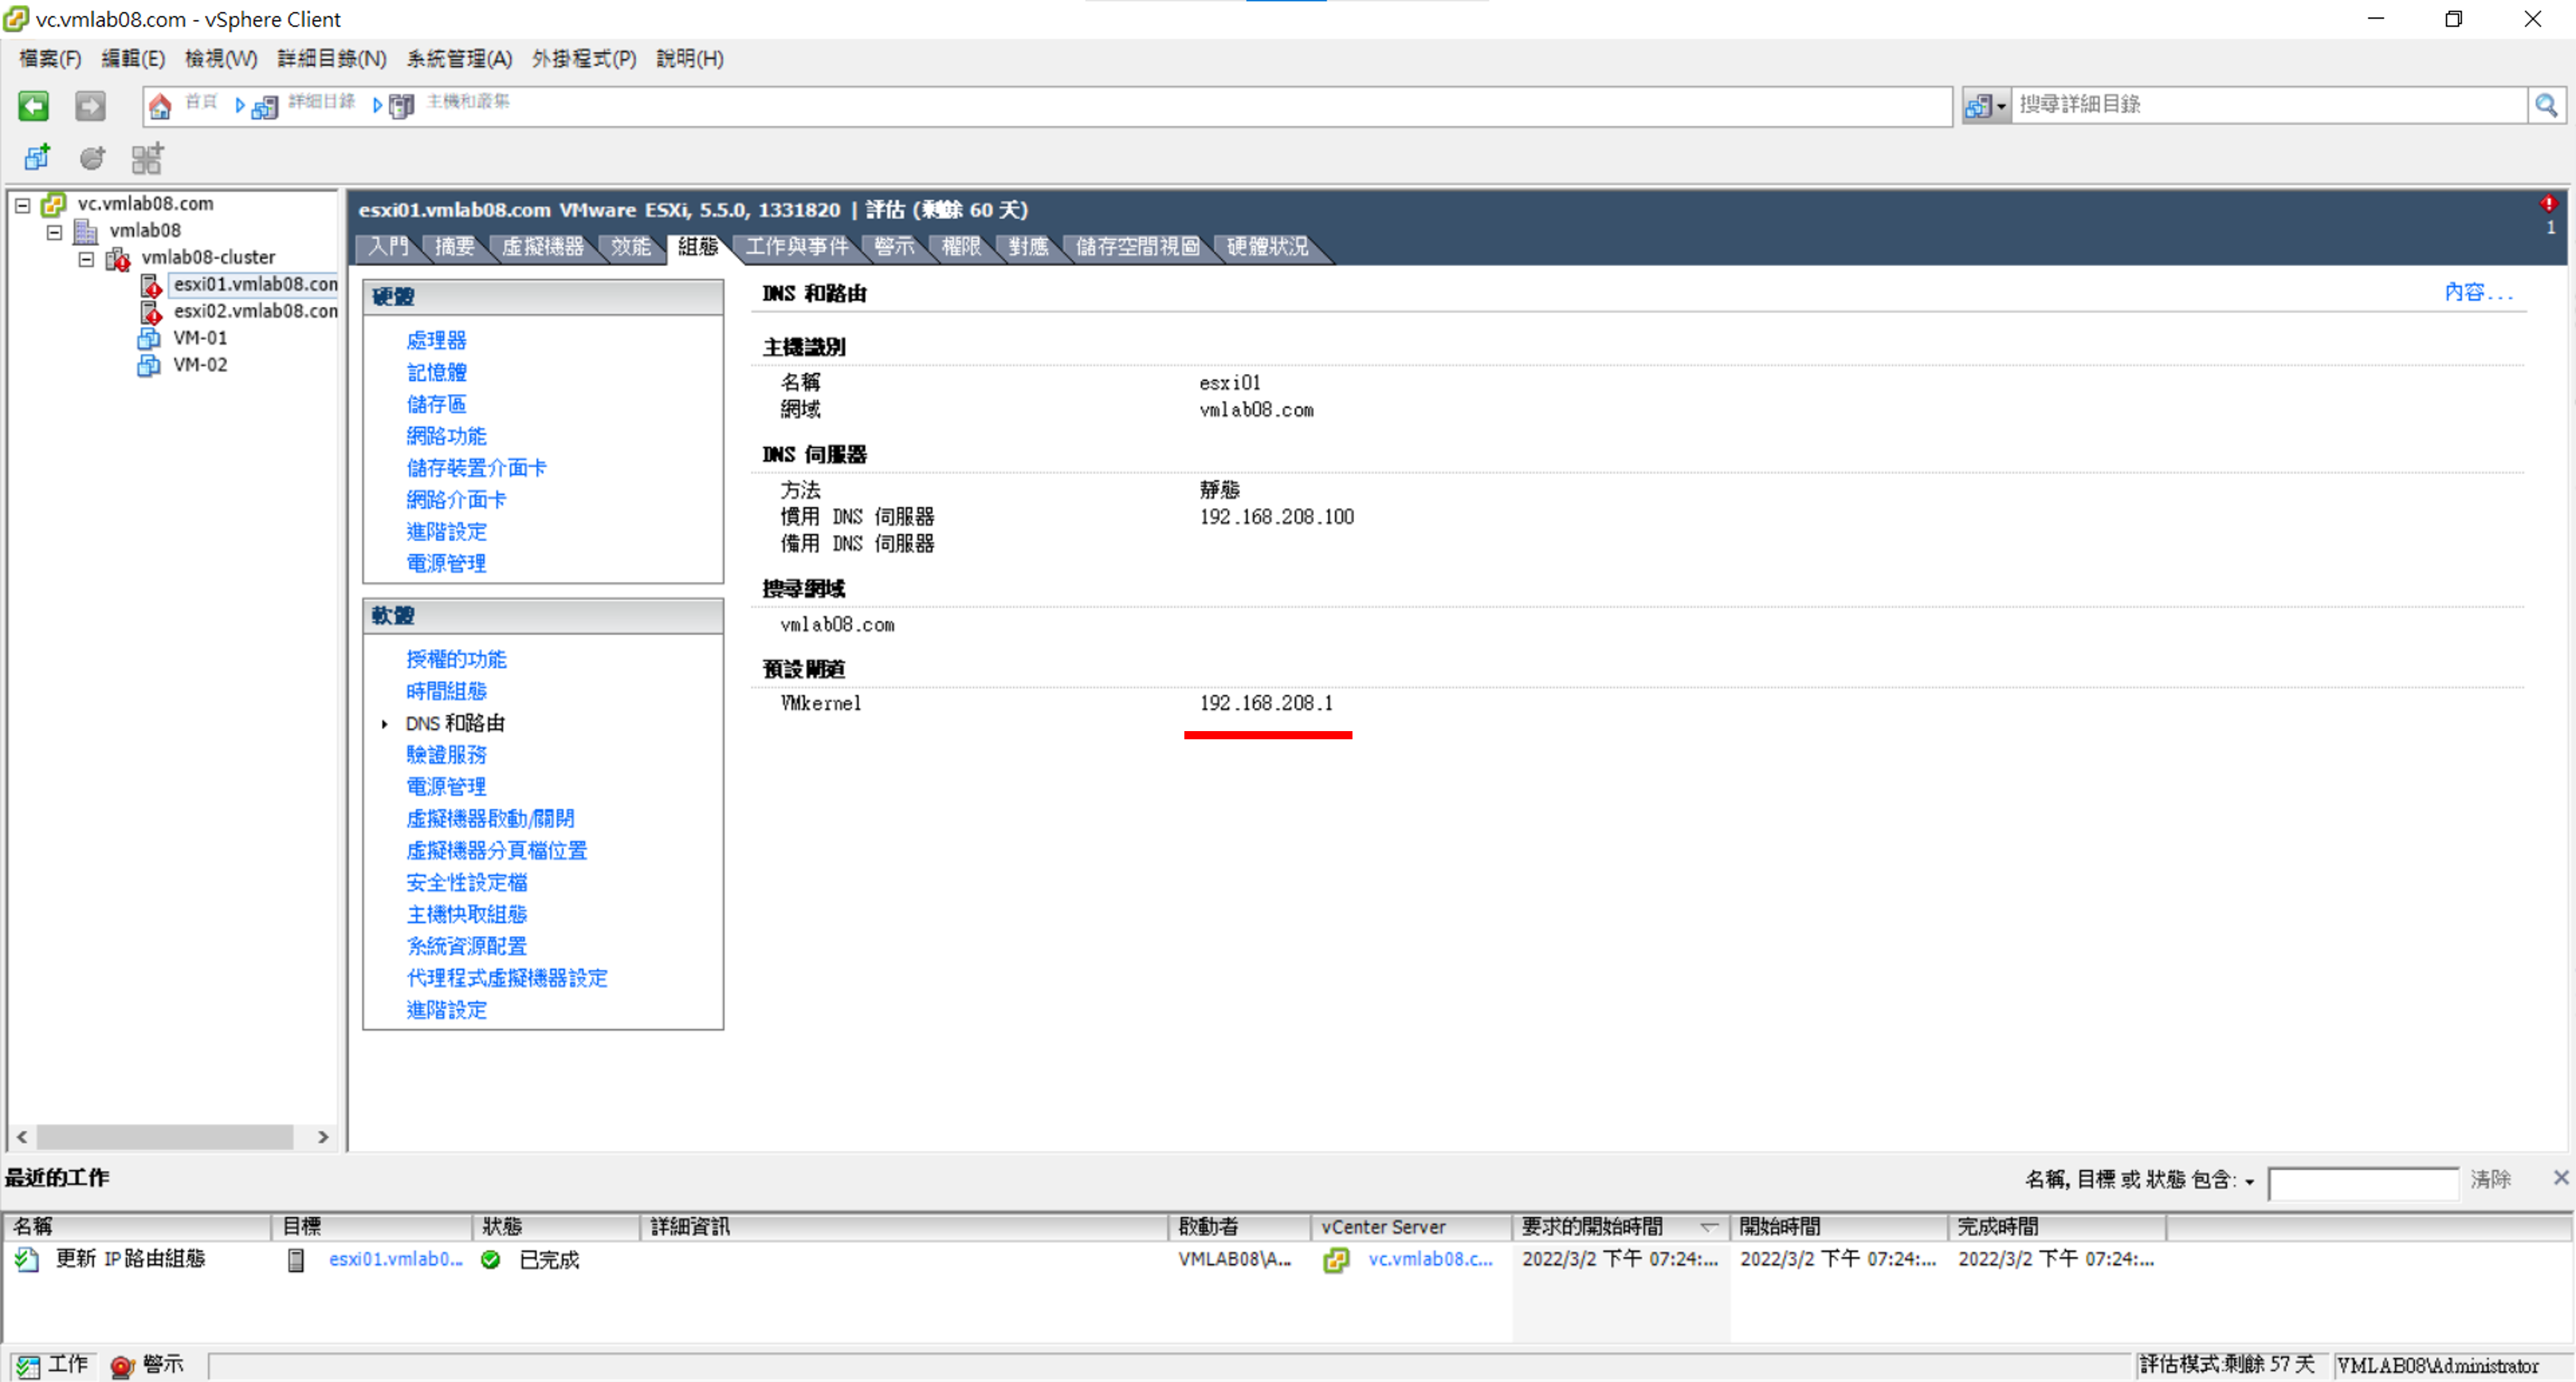 vc.vmlab08.com - vSphere Client
檔案(F) 編輯(E) 檢視(W) 詳細目錄(N) 系統管理(A) 外掛程式(P) 說明(H)
首頁 詳細目錄 主機和叢集 搜尋詳細目錄
vc.vmlab08.com
vmlab08
vmlab08-cluster
esxi01.vmlab08.con
esxi02.vmlab08.con
VM-01
VM-02
esxi01.vmlab08.com VMware ESXi, 5.5.0, 1331820 | 評估 (剩餘 60 天)
1
入門 摘要 虛擬機器 效能 組態 工作與事件 警示 權限 對應 儲存空間視圖 硬體狀況
硬體
處理器
記憶體
儲存區
網路功能
儲存裝置介面卡
網路介面卡
進階設定
電源管理
軟體
授權的功能
時間組態
DNS 和路由
驗證服務
電源管理
虛擬機器啟動/關閉
虛擬機器分頁檔位置
安全性設定檔
主機快取組態
系統資源配置
代理程式虛擬機器設定
進階設定
DNS 和路由 內容...
主機識別
名稱 esxi01
網域 vmlab08.com
DNS 伺服器
方法 靜態
慣用 DNS 伺服器 192.168.208.100
備用 DNS 伺服器
搜尋網域
vmlab08.com
預設閘道
VMkernel 192.168.208.1
最近的工作 名稱, 目標 或 狀態 包含: 清除
名稱 目標 狀態 詳細資訊 啟動者 vCenter Server 要求的開始時間 開始時間 完成時間
更新 IP 路由組態 esxi01.vmlab0... 已完成 VMLAB08\A... vc.vmlab08.c... 2022/3/2 下午 07:24:... 2022/3/2 下午 07:24:... 2022/3/2 下午 07:24:...
工作 警示 評估模式:剩餘 57 天 VMLAB08\Administrator